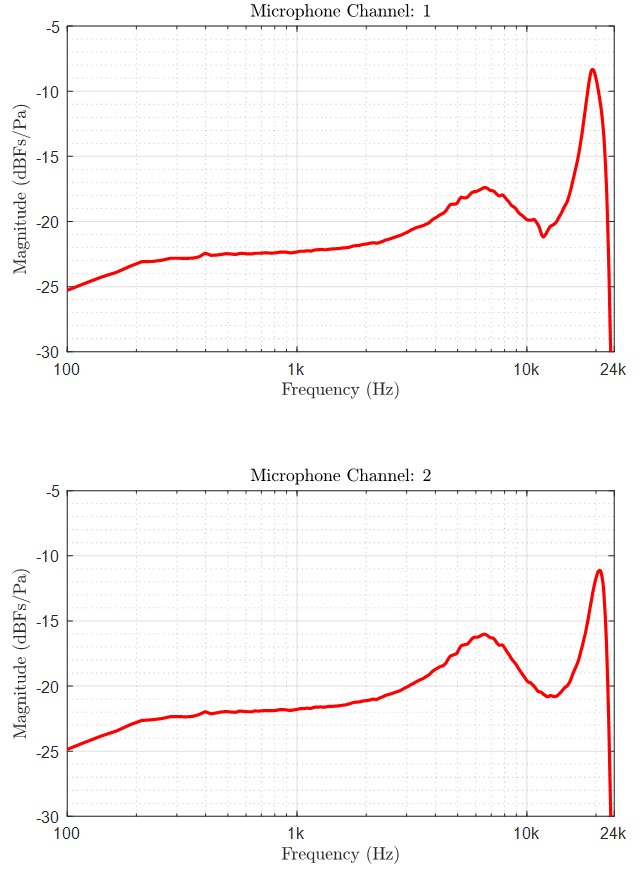 Microphone Channel: 1
-5
-10
-15
-20
-25
-30
Magnitude (dBFs/Pa)
100 1k 10k 24k
Frequency (Hz)
Microphone Channel: 2
-5
-10
-15
-20
-25
-30
Magnitude (dBFs/Pa)
100 1k 10k 24k
Frequency (Hz)